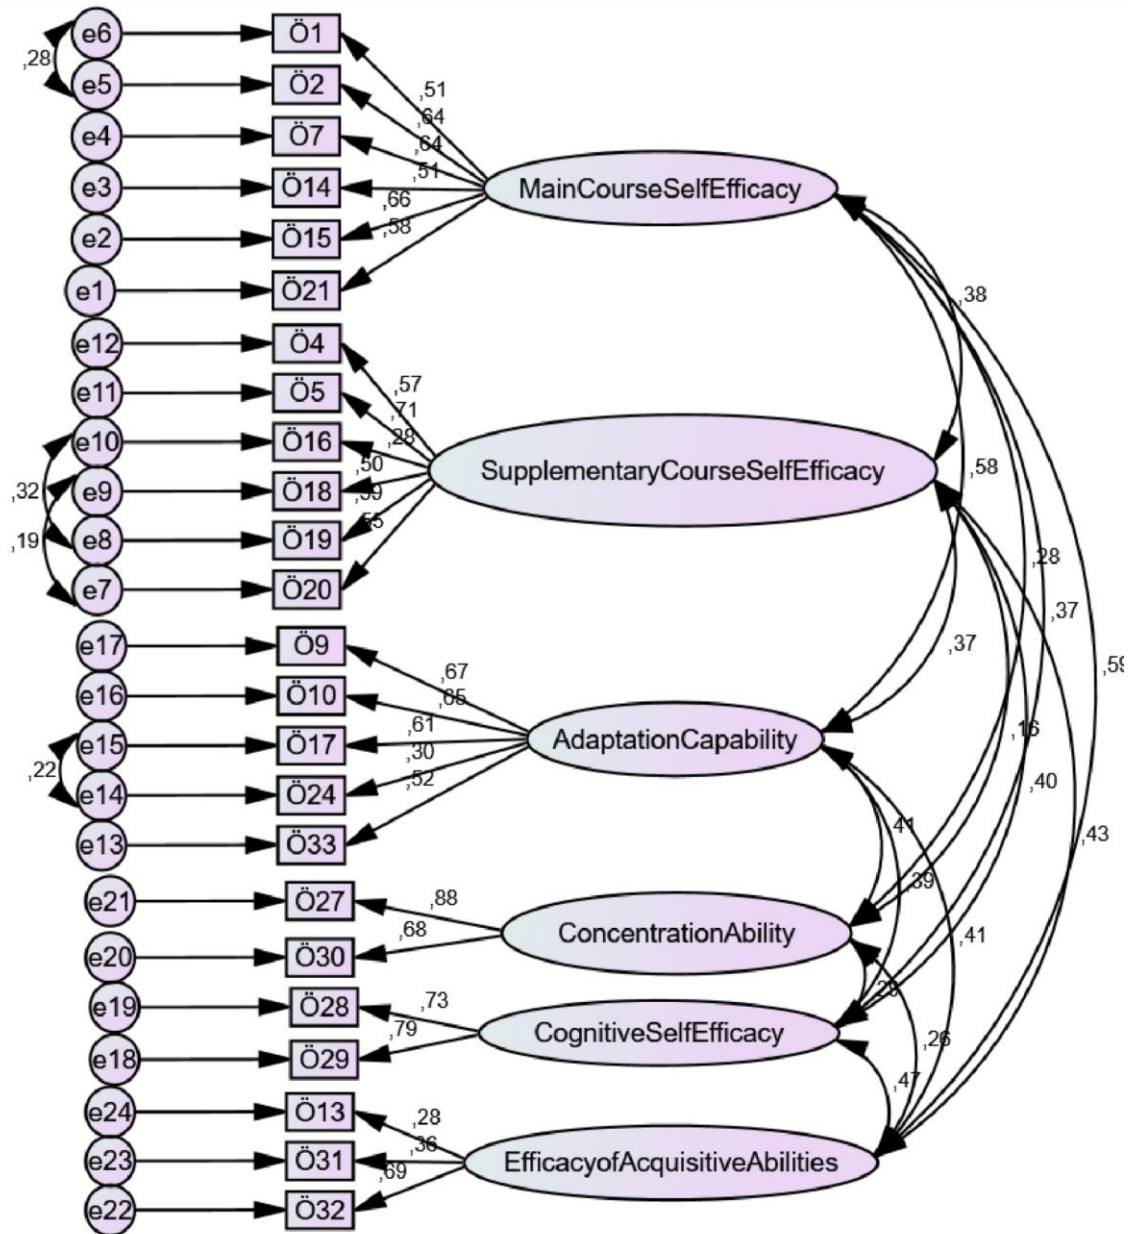 e6
Ö1
,28
e5
Ö2
,51
,64
e4
Ö7
,64
e3
Ö14
,51
MainCourseSelfEfficacy
,66
e2
Ö15
,58
e1
Ö21
,38
e12
Ö4
,57
e11
Ö5
,71
e10
Ö16
,28
,50
SupplementaryCourseSelfEfficacy
,58
,32
e9
Ö18
,39
,19
e8
Ö19
,55
e7
Ö20
,28
,37
e17
Ö9
,37
,67
,59
e16
Ö10
,65
e15
Ö17
,61
AdaptationCapability
,16
,22
,30
e14
Ö24
,40
,52
e13
Ö33
,41
,43
,39
e21
Ö27
,88
,68
ConcentrationAbility
,41
e20
Ö30
e19
Ö28
,73
,79
CognitiveSelfEfficacy
,26
e18
Ö29
,47
e24
Ö13
,28
,36
e23
Ö31
,69
EfficacyofAcquisitiveAbilities
e22
Ö32